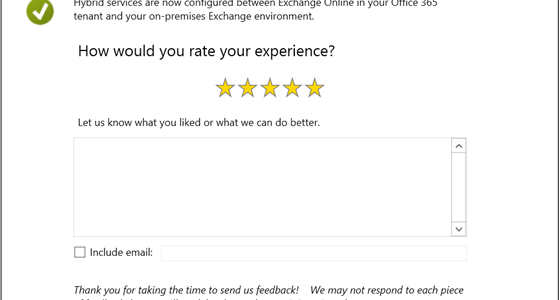 Hybrid services are now configured between Exchange Online in your Office 365
tenant and your on-premises Exchange environment.
How would you rate your experience?
Let us know what you liked or what we can do better.
Include email:
Thank you for taking the time to send us feedback! We may not respond to each piece